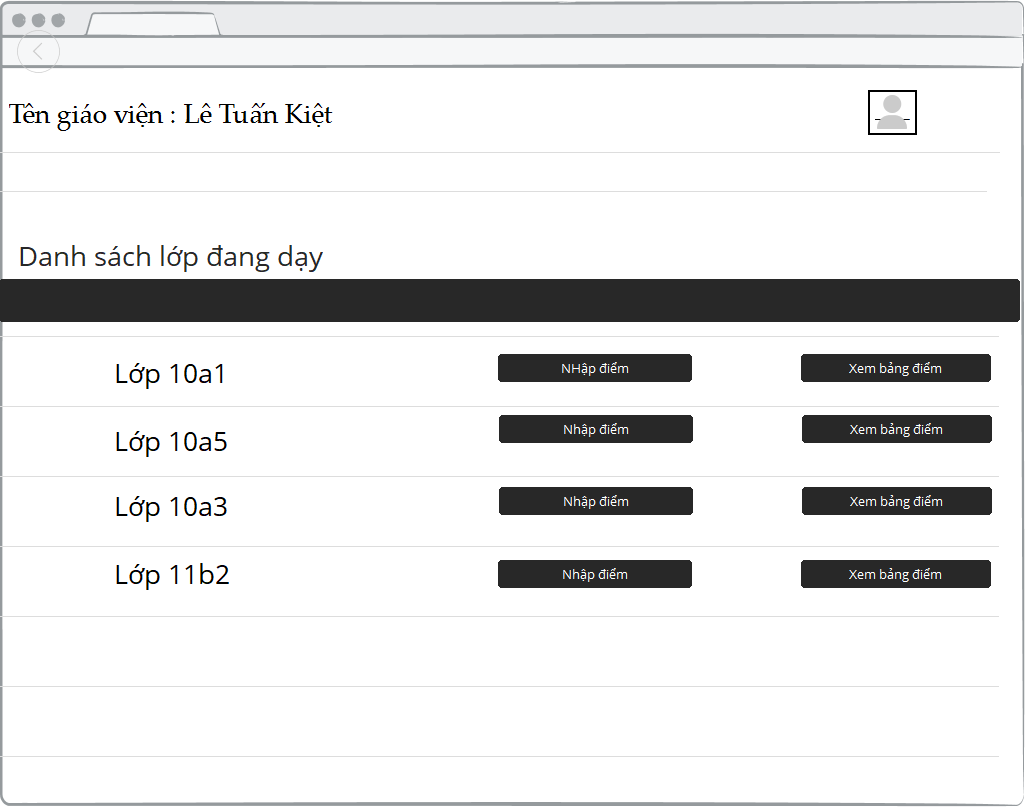 Tên giáo viện : Lê Tuấn Kiệt
Danh sách lớp đang dạy
Lớp 10a1 NHập điểm Xem bảng điểm
Lớp 10a5 Nhập điểm Xem bảng điểm
Lớp 10a3 Nhập điểm Xem bảng điểm
Lớp 11b2 Nhập điểm Xem bảng điểm